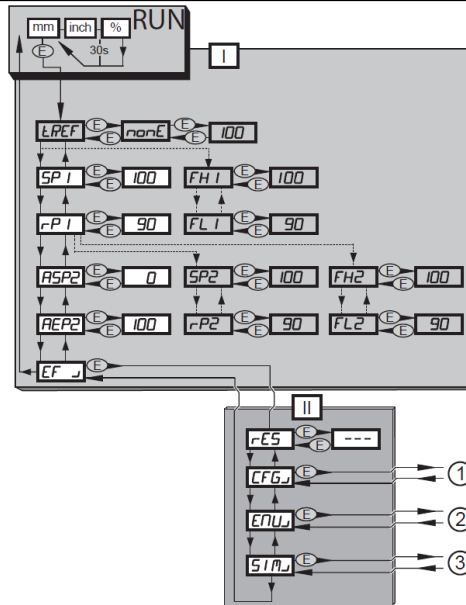 mm inch % RUN
E 30s
I
tREF E E nonE E E 100
SP1 E E 100 FH1 E E 100
rP1 E E 90 FL1 E E 90
ASP2 E E 0 SP2 E E 100 FH2 E E 100
AEP2 E E 100 rP2 E E 90 FL2 E E 90
EF E
II
rES E E ---
CFG E 1
ENV E 2
SIM E 3